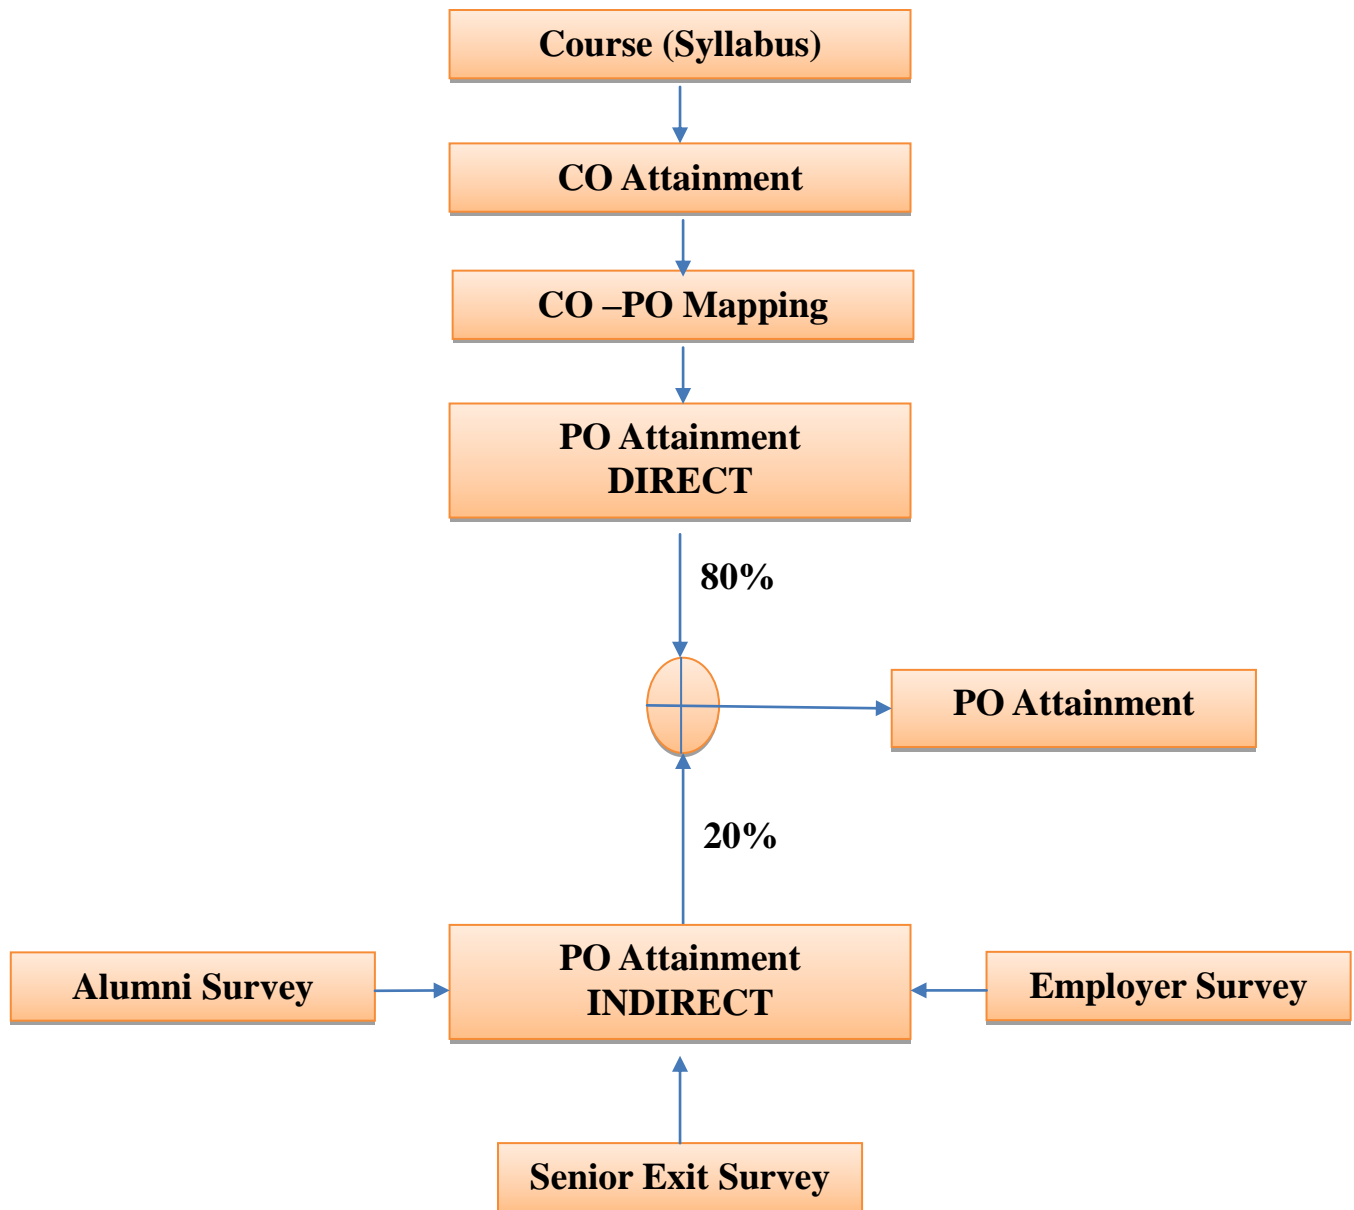 Course (Syllabus)
CO Attainment
CO –PO Mapping
PO Attainment
DIRECT
80%
PO Attainment
20%
PO Attainment
INDIRECT
Alumni Survey
Employer Survey
Senior Exit Survey